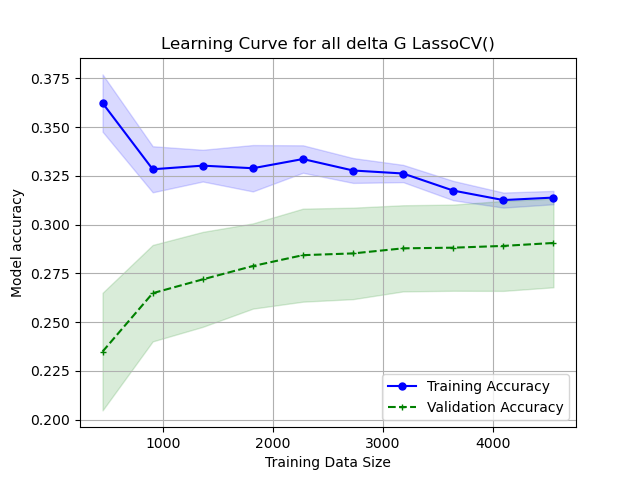 Learning Curve for all delta G LassoCV()
0.375
0.350
0.325
0.300
0.275
0.250
0.225
0.200
Model accuracy
Training Accuracy
Validation Accuracy
1000
2000
3000
4000
Training Data Size